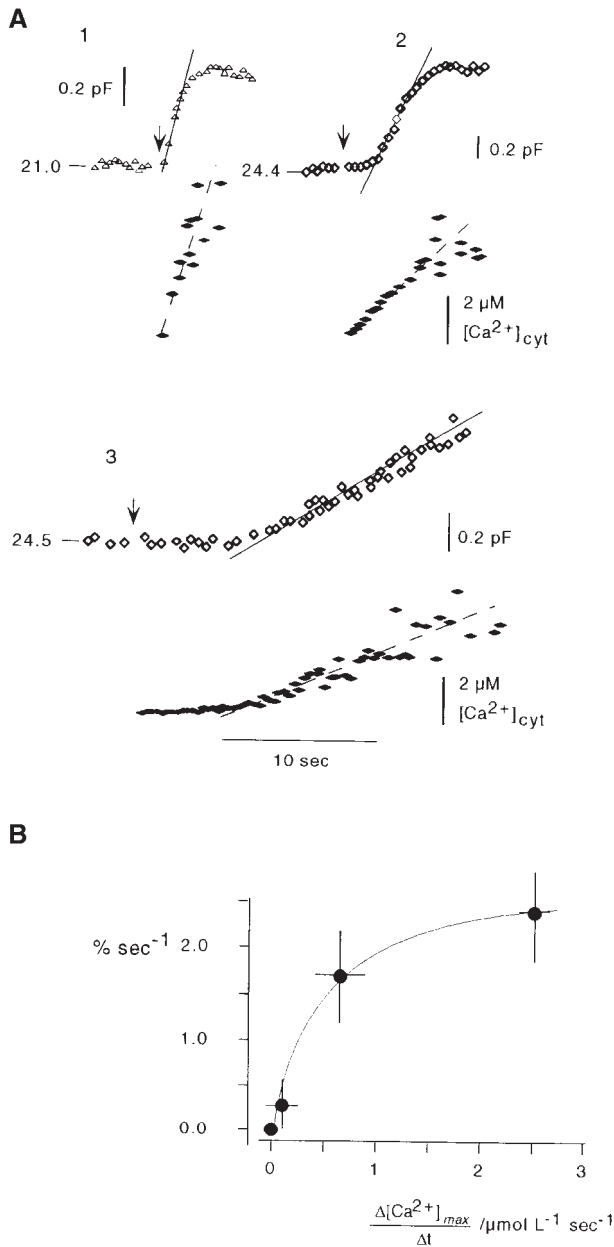 A
1
2
0.2 pF
21.0
24.4
0.2 pF
2 µM
[Ca2+]cyt
3
24.5
0.2 pF
2 µM
[Ca2+]cyt
10 sec
B
% sec-1
2.0
1.0
0.0
0 1 2 3
Δ[Ca2+]max
Δt
/µmol L-1 sec-1